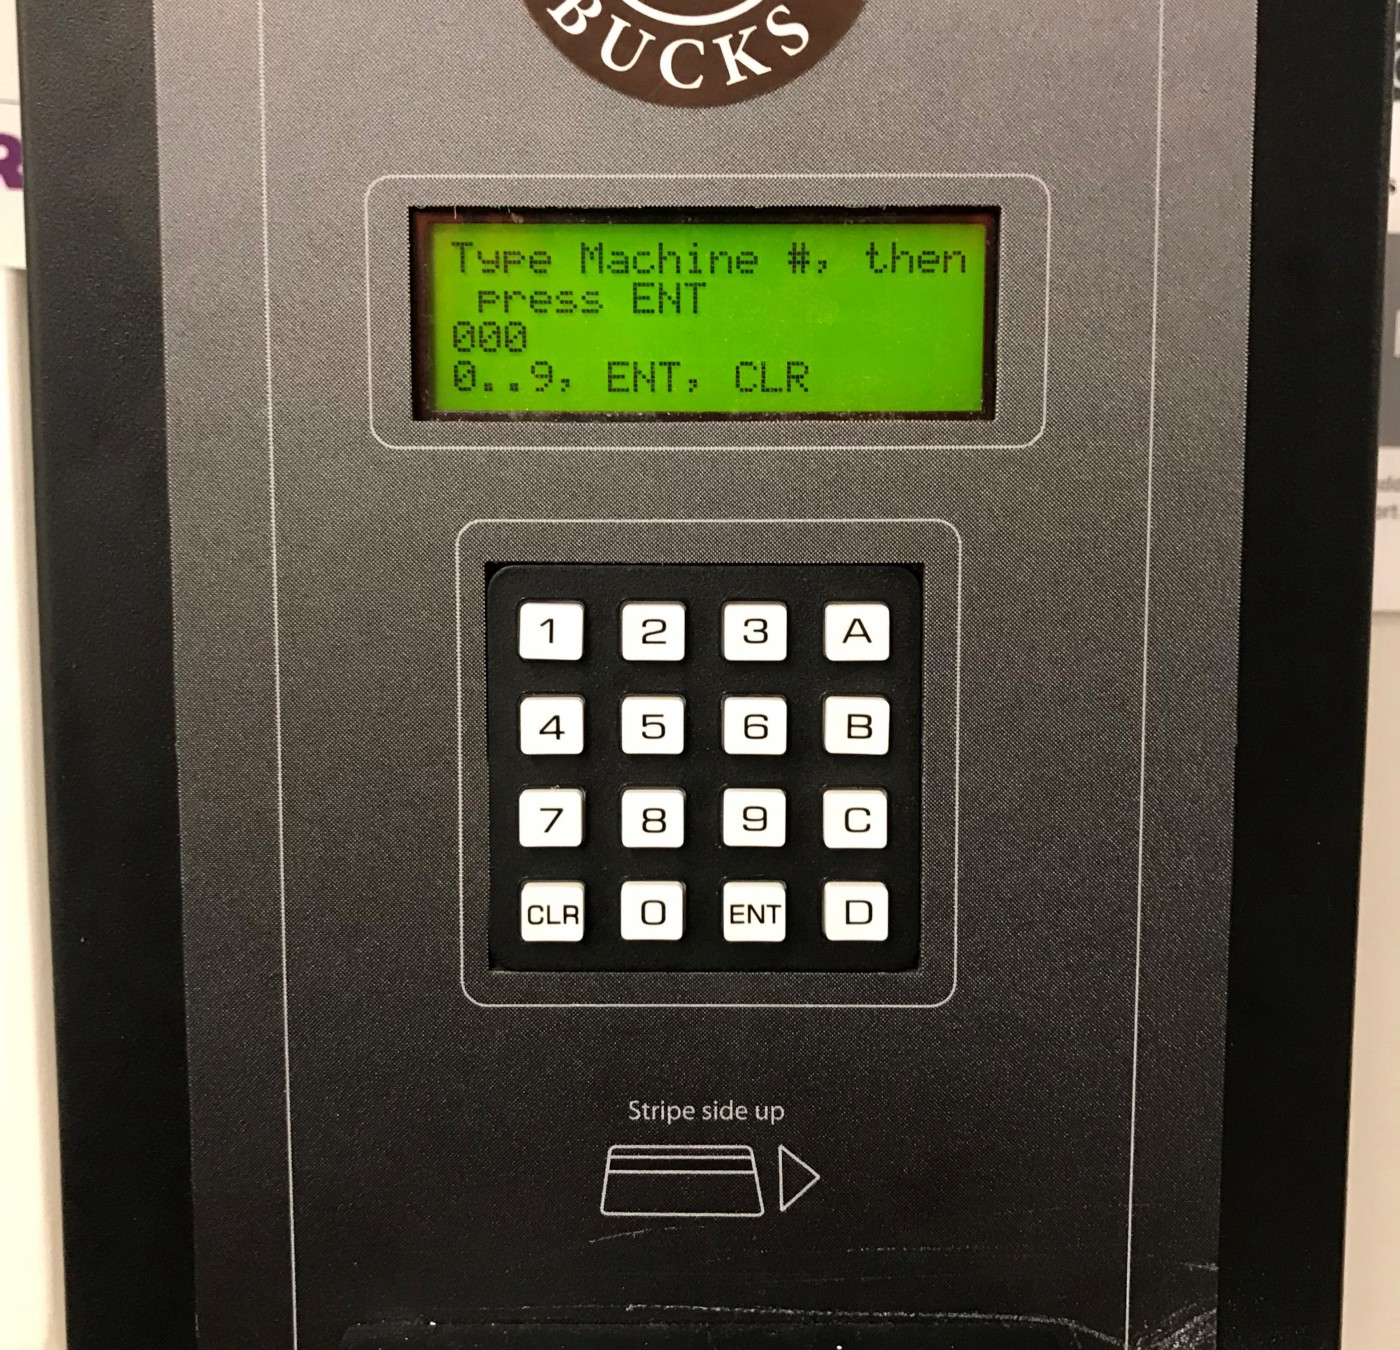 BUCKS
Type Machine #, then
press ENT
000
0..9, ENT, CLR
1 2 3 A
4 5 6 B
7 8 9 C
CLR 0 ENT D
Stripe side up
R